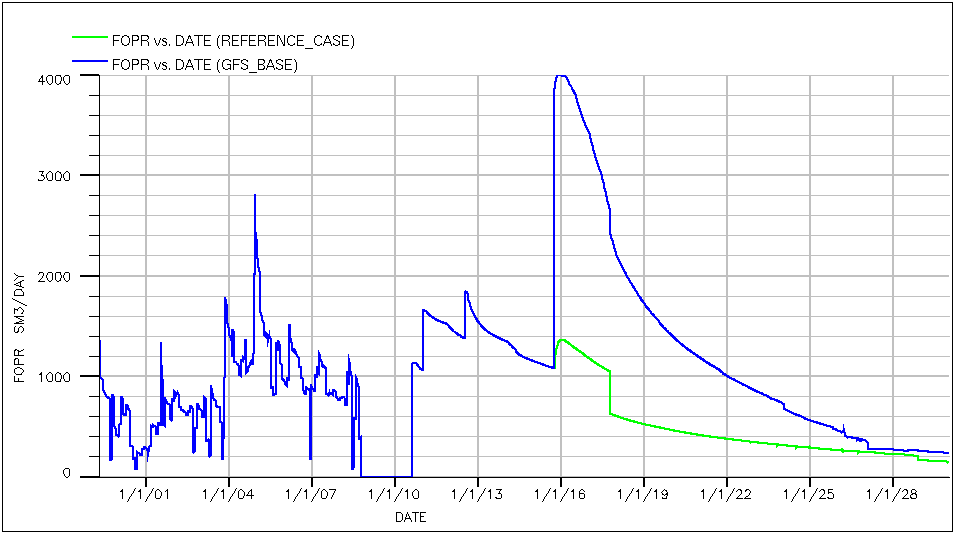 FOPR vs. DATE (REFERENCE_CASE)
FOPR vs. DATE (GFS_BASE)
4000
3000
2000
1000
0
FOPR SM3/DAY
1/1/01 1/1/04 1/1/07 1/1/10 1/1/13 1/1/16 1/1/19 1/1/22 1/1/25 1/1/28
DATE